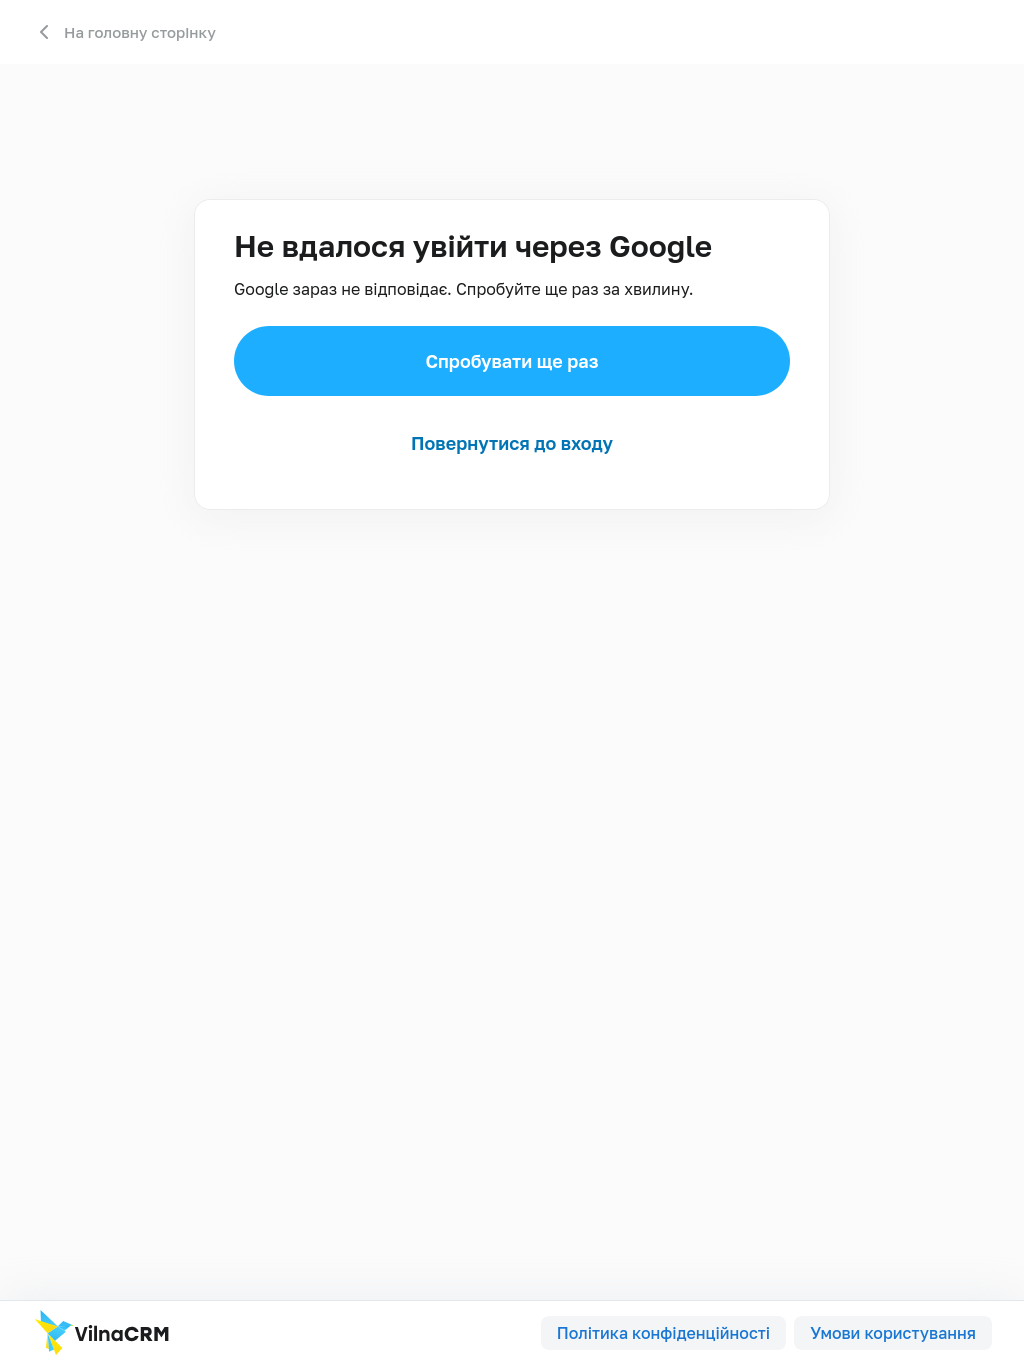 На головну сторінку
Не вдалося увійти через Google
Google зараз не відповідає. Спробуйте ще раз за хвилину.
Спробувати ще раз
Повернутися до входу
VilnaCRM
Політика конфіденційності
Умови користування